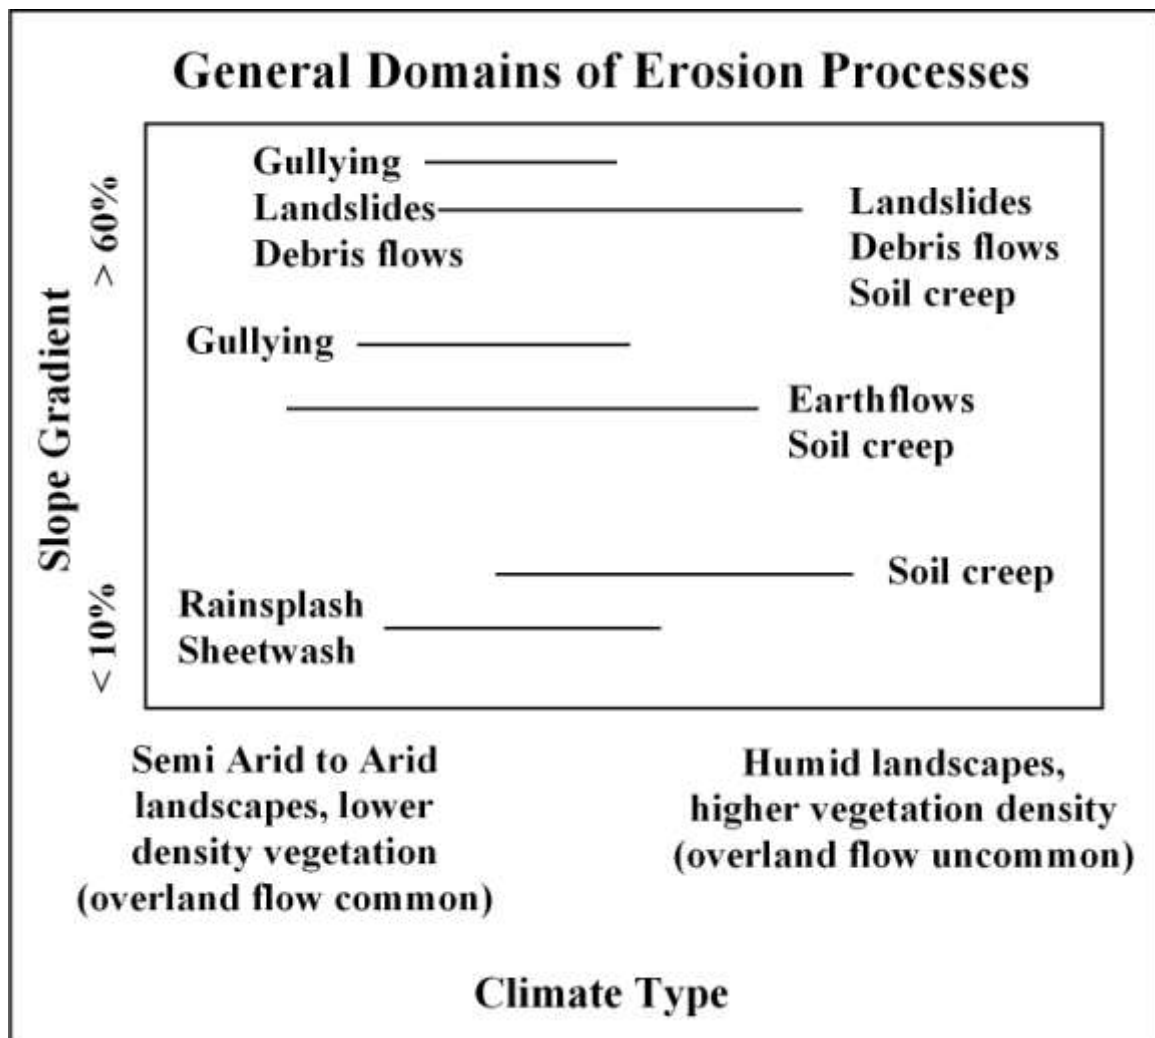 General Domains of Erosion Processes
> 60%
Slope Gradient
< 10%
Gullying
Landslides
Debris flows
Landslides
Debris flows
Soil creep
Gullying
Earthflows
Soil creep
Soil creep
Rainsplash
Sheetwash
Semi Arid to Arid
landscapes, lower
density vegetation
(overland flow common)
Humid landscapes,
higher vegetation density
(overland flow uncommon)
Climate Type